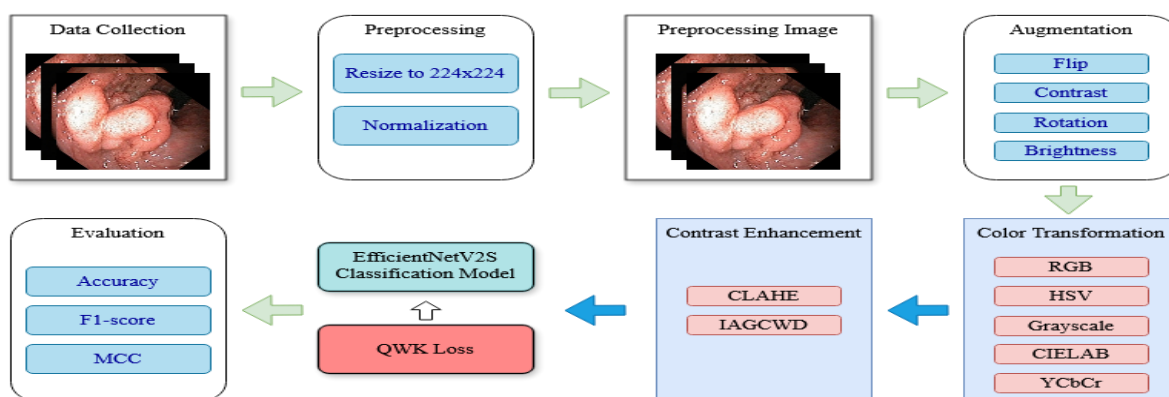 Data Collection
Preprocessing
Resize to 224x224
Normalization
Preprocessing Image
Augmentation
Flip
Contrast
Rotation
Brightness
Color Transformation
RGB
HSV
Grayscale
CIELAB
YCbCr
Contrast Enhancement
CLAHE
IAGCWD
EfficientNetV2S
Classification Model
QWK Loss
Evaluation
Accuracy
F1-score
MCC